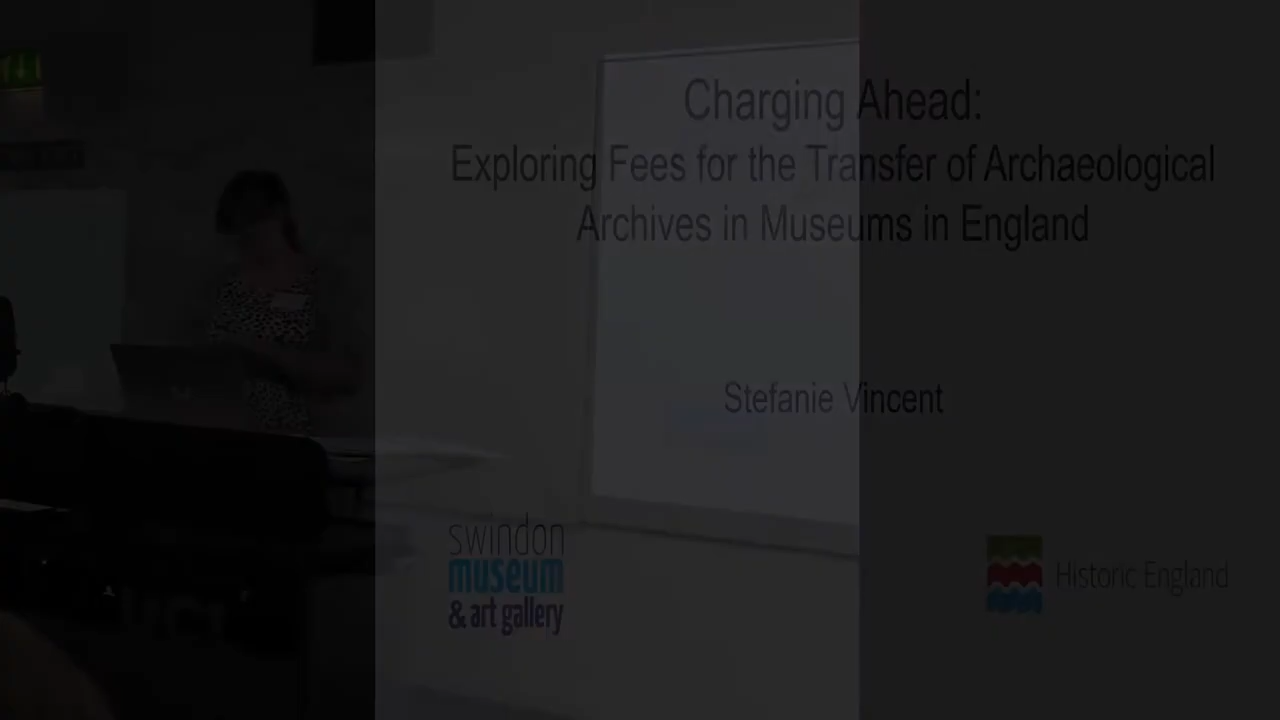 Charging Ahead:
Exploring Fees for the Transfer of Archaeological
Archives in Museums in England
Stefanie Vincent
swindon
museum
& art gallery
Historic England